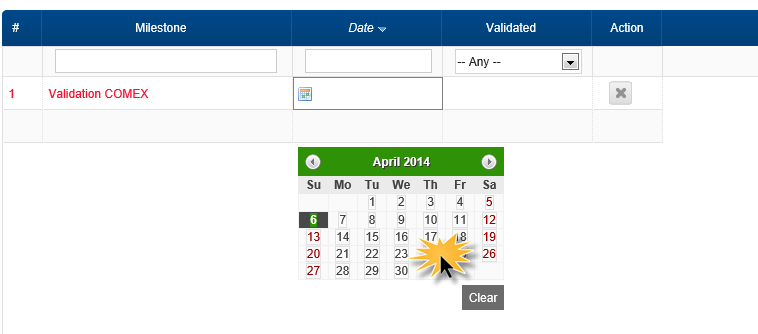 # Milestone Date Validated Action
-- Any --
1 Validation COMEX
April 2014
Su Mo Tu We Th Fr Sa
1 2 3 4 5
6 7 8 9 10 11 12
13 14 15 16 17 18 19
20 21 22 23 26
27 28 29 30
Clear